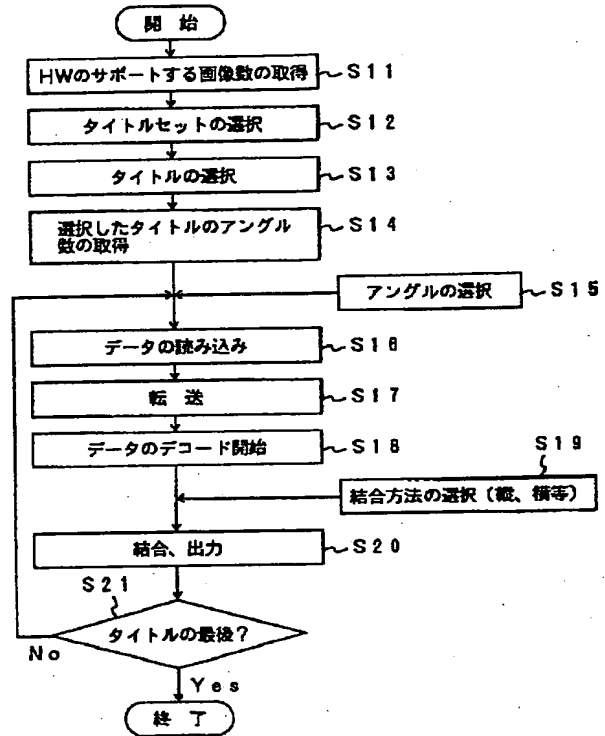 開 始
HWのサポートする画像数の取得
S11
タイトルセットの選択
S12
タイトルの選択
S13
選択したタイトルのアングル
数の取得
S14
アングルの選択
S15
データの読み込み
S16
転 送
S17
データのデコード開始
S18
S19
結合方法の選択(縦、横等)
結合、出力
S20
S21
タイトルの最後?
No
Yes
終 了